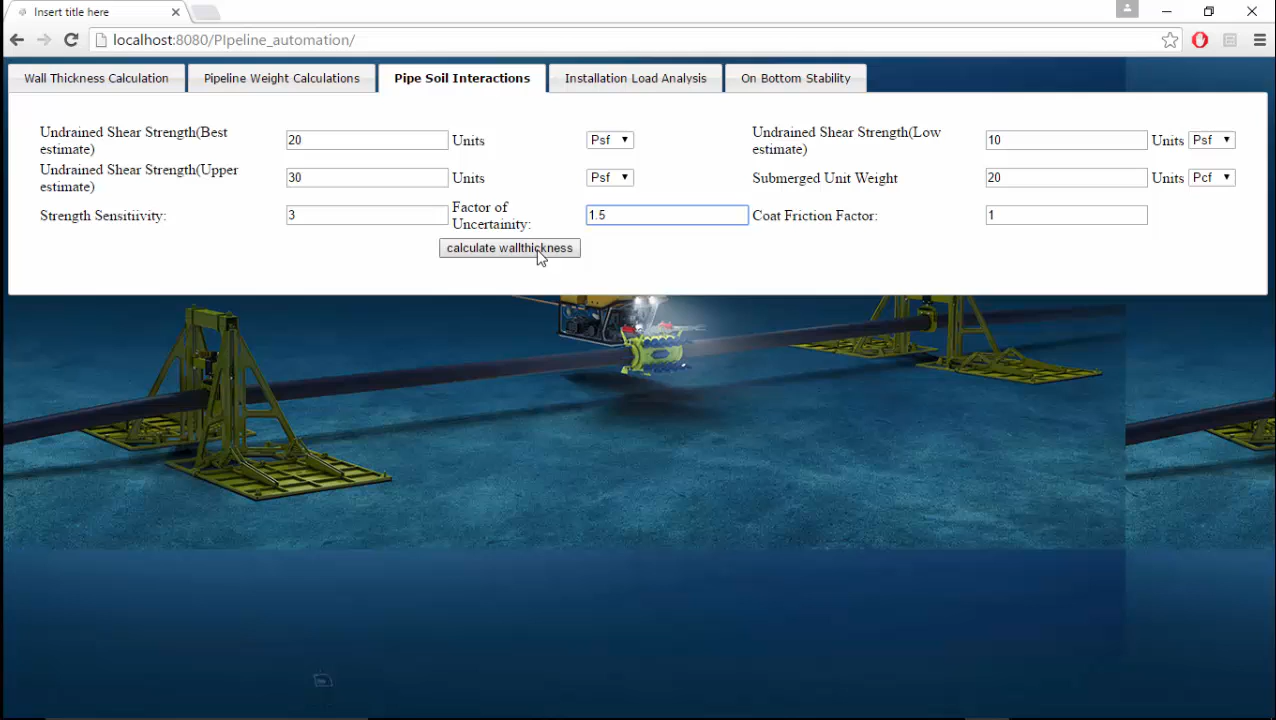 Insert title here
localhost:8080/PIpeline_automation/
Wall Thickness Calculation
Pipeline Weight Calculations
Pipe Soil Interactions
Installation Load Analysis
On Bottom Stability
Undrained Shear Strength(Best
estimate)
20
Units
Psf
Undrained Shear Strength(Low
estimate)
10
Units
Psf
Undrained Shear Strength(Upper
estimate)
30
Units
Psf
Submerged Unit Weight
20
Units
Pcf
Strength Sensitiivity:
3
Factor of
Uncertainity:
1.5
Coat Friction Factor:
1
calculate wallthickness